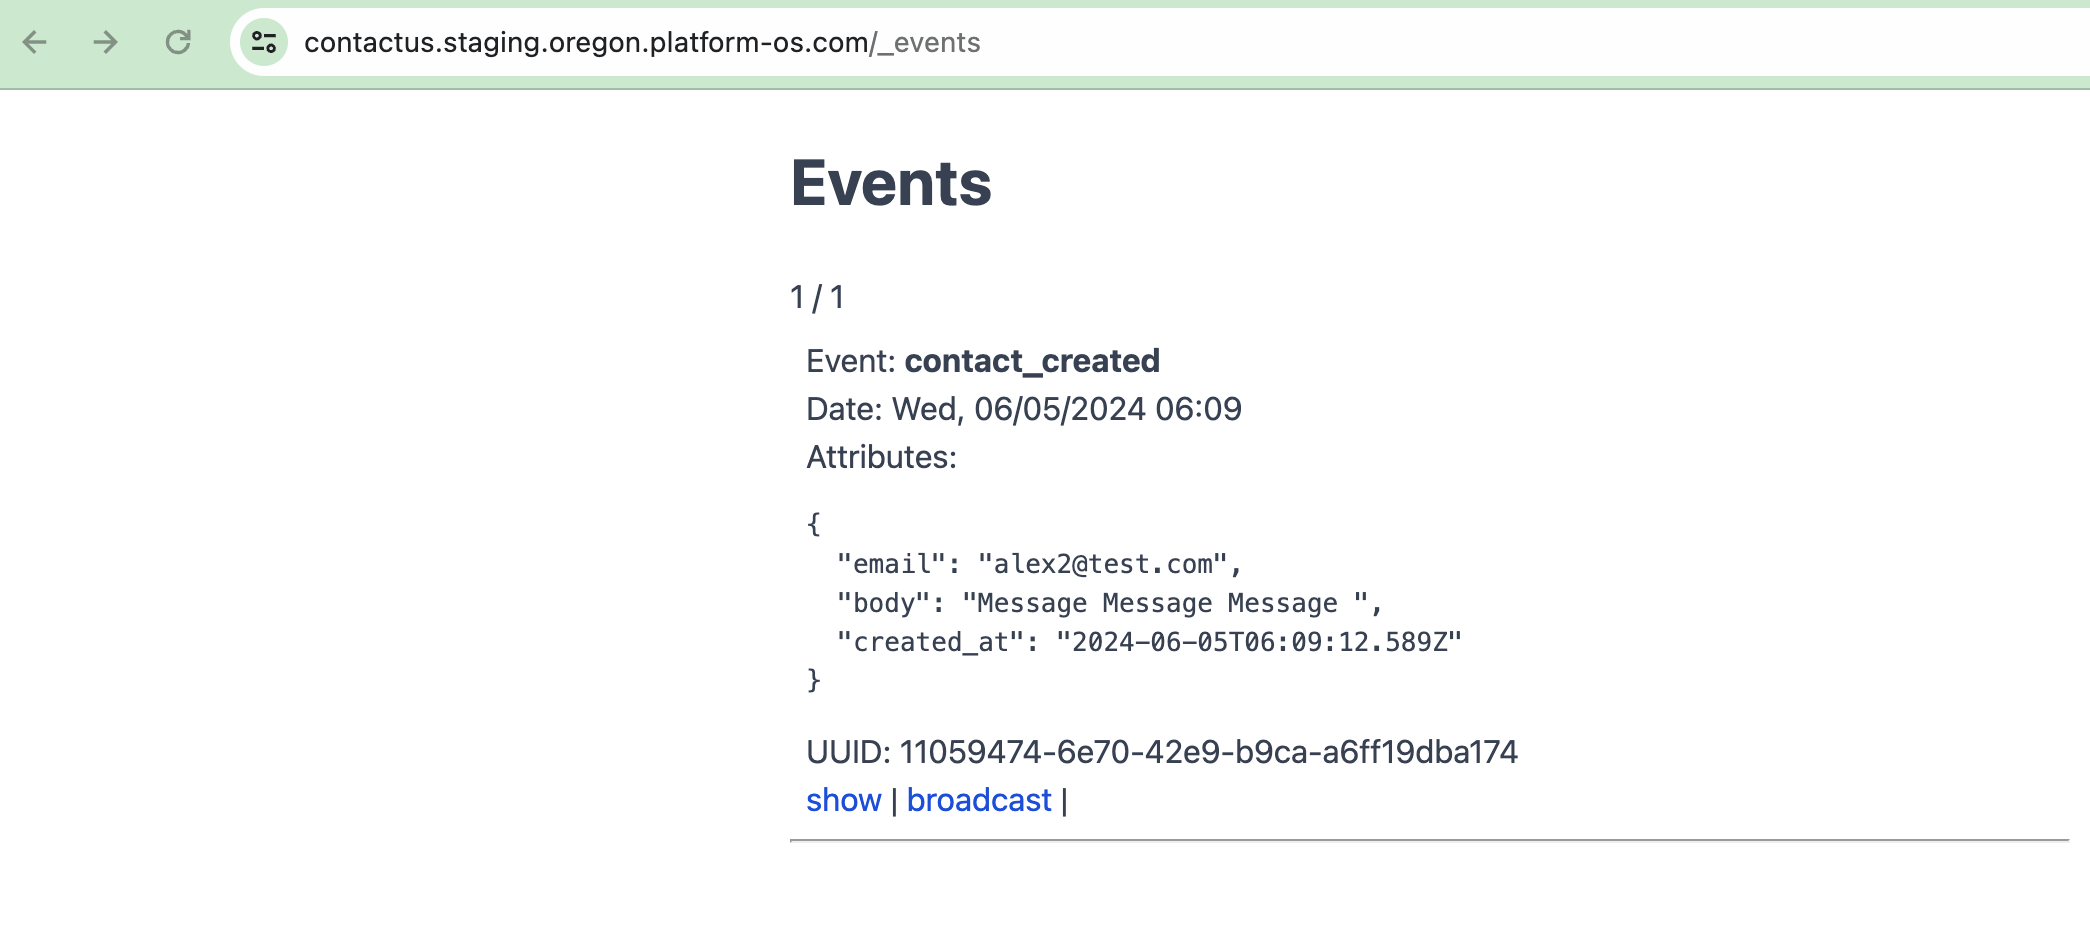 contactus.staging.oregon.platform-os.com/_events
Events
1 / 1
Event: contact_created
Date: Wed, 06/05/2024 06:09
Attributes:
{
  "email": "alex2@test.com",
  "body": "Message Message Message ",
  "created_at": "2024-06-05T06:09:12.589Z"
}
UUID: 11059474-6e70-42e9-b9ca-a6ff19dba174
show | broadcast |